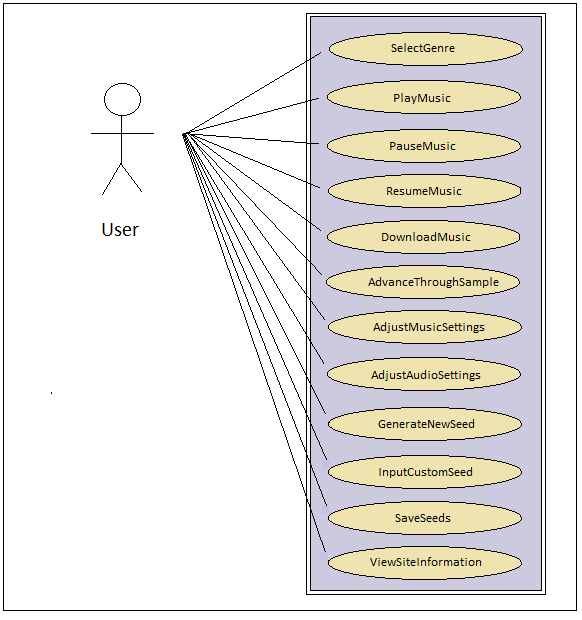 SelectGenre
PlayMusic
PauseMusic
ResumeMusic
User
DownloadMusic
AdvanceThroughSample
AdjustMusicSettings
AdjustAudioSettings
GenerateNewSeed
InputCustomSeed
SaveSeeds
ViewSiteInformation